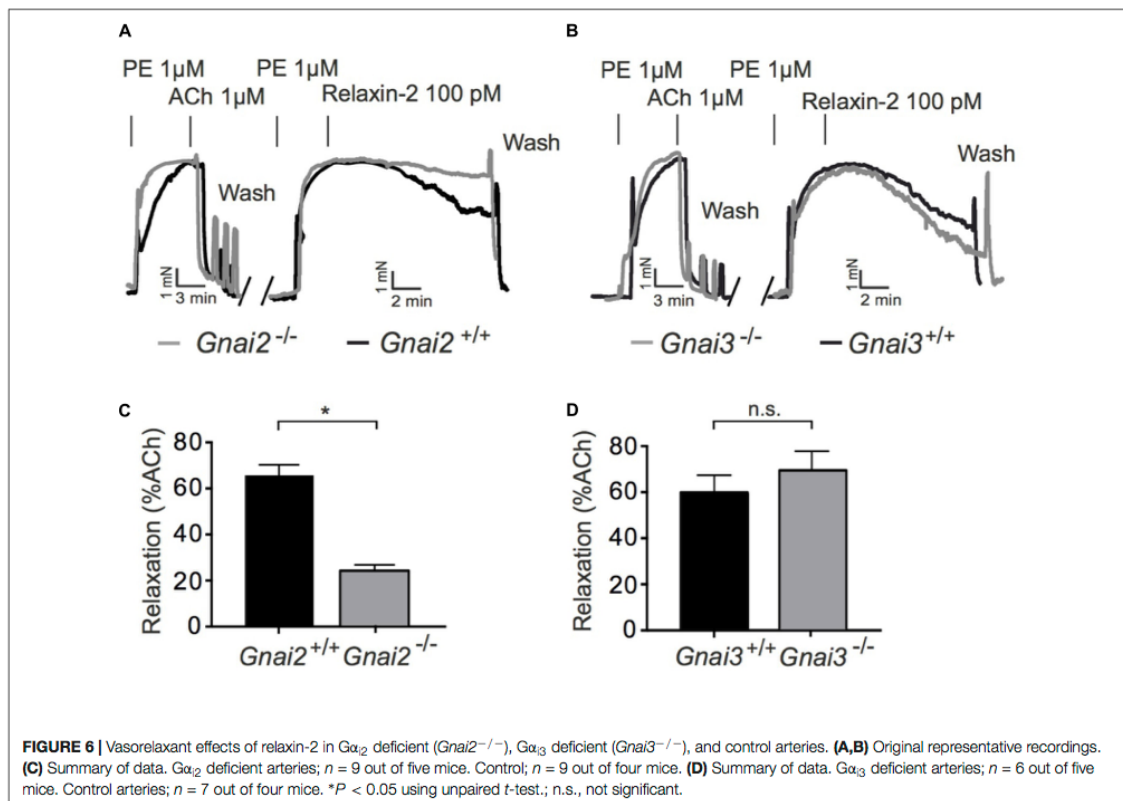 A
PE 1µM
ACh 1µM
PE 1µM
Relaxin-2 100 pM
Wash
Wash
1 mN
3 min
1 mN
2 min
Gnai2 -/-
Gnai2 +/+
B
PE 1µM
ACh 1µM
PE 1µM
Relaxin-2 100 pM
Wash
Wash
1 mN
3 min
1 mN
2 min
Gnai3 -/-
Gnai3 +/+
C
*
Relaxation (%ACh)
80
60
40
20
0
Gnai2 +/+ Gnai2 -/-
D
n.s.
Relaxation (%ACh)
80
60
40
20
0
Gnai3 +/+ Gnai3 -/-
FIGURE 6 | Vasorelaxant effects of relaxin-2 in Gαi2 deficient (Gnai2−/−), Gαi3 deficient (Gnai3−/−), and control arteries. (A,B) Original representative recordings.
(C) Summary of data. Gαi2 deficient arteries; n = 9 out of five mice. Control; n = 9 out of four mice. (D) Summary of data. Gαi3 deficient arteries; n = 6 out of five
mice. Control arteries; n = 7 out of four mice. *P < 0.05 using unpaired t-test.; n.s., not significant.